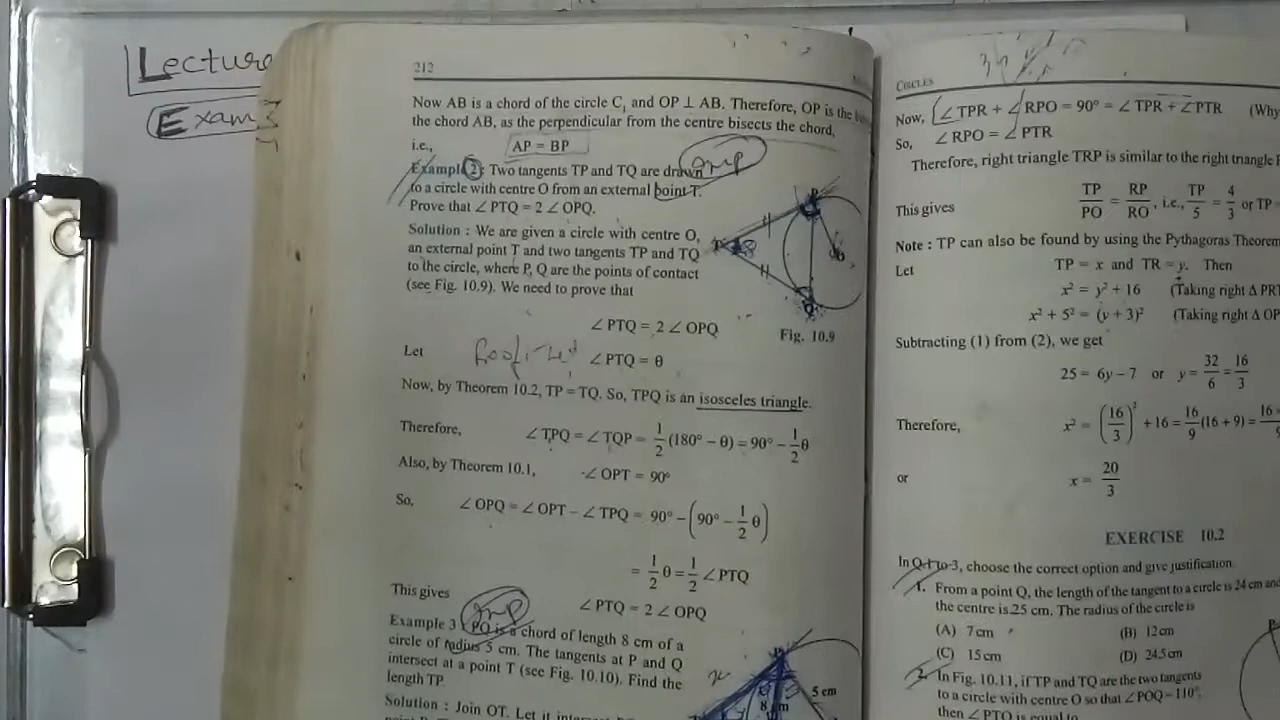 Lecture
Exam
212
Now AB is a chord of the circle C₁ and OP ⊥ AB. Therefore, OP is the
the chord AB, as the perpendicular from the centre bisects the chord,
i.e., AP = BP
Imp
Example 2 : Two tangents TP and TQ are drawn
to a circle with centre O from an external point T.
Prove that ∠ PTQ = 2 ∠ OPQ.
Solution : We are given a circle with centre O,
an external point T and two tangents TP and TQ
to the circle, where P, Q are the points of contact
(see Fig. 10.9). We need to prove that
∠ PTQ = 2 ∠ OPQ
Fig. 10.9
Let ∠ PTQ = θ
Now, by Theorem 10.2, TP = TQ. So, TPQ is an isosceles triangle.
Therefore, ∠ TPQ = ∠ TQP = 1/2 (180° − θ) = 90° − 1/2 θ
Also, by Theorem 10.1, ∠ OPT = 90°
So, ∠ OPQ = ∠ OPT − ∠ TPQ = 90° − (90° − 1/2 θ)
= 1/2 θ = 1/2 ∠ PTQ
This gives ∠ PTQ = 2 ∠ OPQ
Imp
Example 3 : PQ is a chord of length 8 cm of a
circle of radius 5 cm. The tangents at P and Q
intersect at a point T (see Fig. 10.10). Find the
length TP.
5 cm
8 cm
Solution : Join OT. Let it
CIRCLES
Now, ∠ TPR + ∠ RPO = 90° = ∠ TPR + ∠ PTR (Why
So, ∠ RPO = ∠ PTR
Therefore, right triangle TRP is similar to the right triangle
This gives TP/PO = RP/RO, i.e., TP/5 = 4/3 or TP =
Note : TP can also be found by using the Pythagoras Theorem
Let TP = x and TR = y. Then
x² = y² + 16 (Taking right Δ PRT
x² + 5² = (y + 3)² (Taking right Δ OP
Subtracting (1) from (2), we get
25 = 6y − 7 or y = 32/6 = 16/3
Therefore, x² = (16/3)² + 16 = 16/9 (16 + 9) =
or x = 20/3
EXERCISE 10.2
In Q.1 to 3, choose the correct option and give justification
1. From a point Q, the length of the tangent to a circle is 24 cm and
the centre is 25 cm. The radius of the circle is
(A) 7 cm (B) 12 cm
(C) 15 cm (D) 24.5 cm
2. In Fig. 10.11, if TP and TQ are the two tangents
to a circle with centre O so that ∠ POQ = 110°,
then ∠ PTQ is equal to